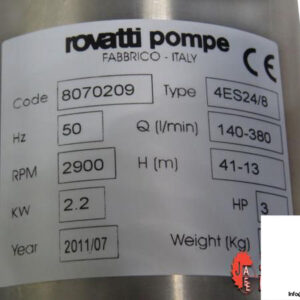 rovatti pompe
FABBRICO - ITALY CE
Code 8070209 Type 4ES24/8
Hz 50 Q (l/min) 140-380
RPM 2900 H (m) 41-13
KW 2.2 HP 3
Year 2011/07 Weight (Kg)